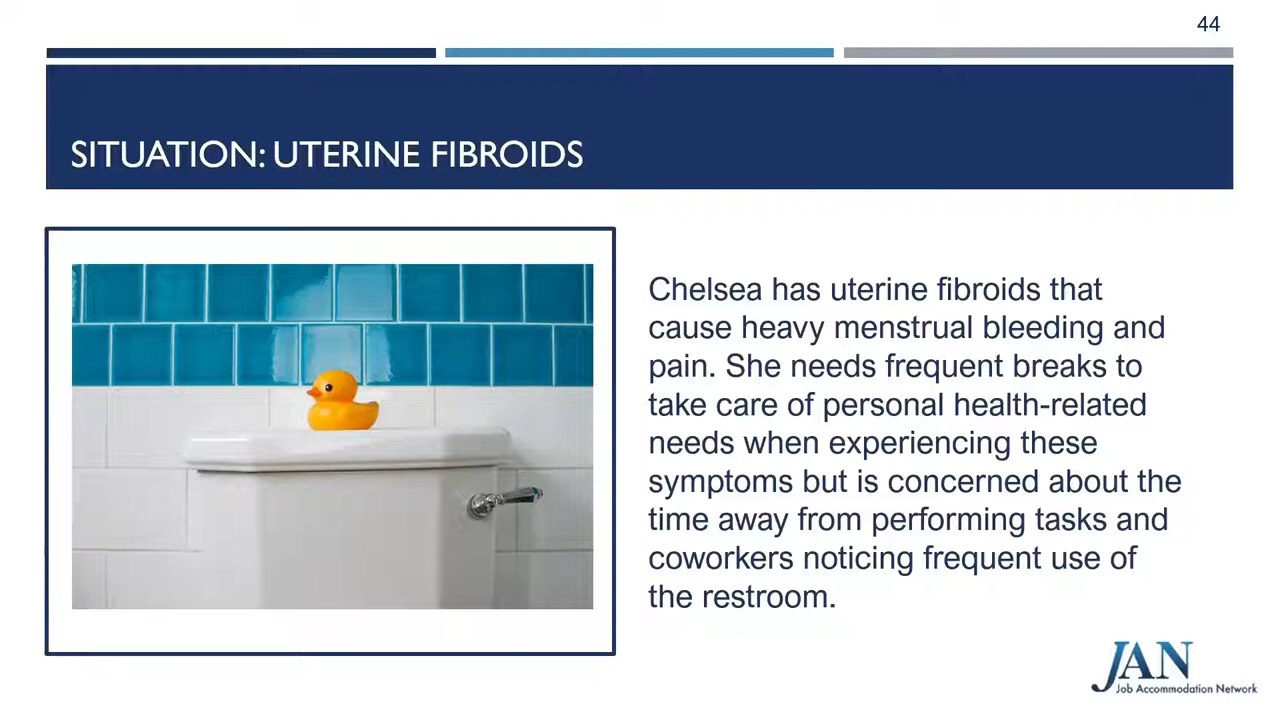 44
SITUATION: UTERINE FIBROIDS
Chelsea has uterine fibroids that
cause heavy menstrual bleeding and
pain. She needs frequent breaks to
take care of personal health-related
needs when experiencing these
symptoms but is concerned about the
time away from performing tasks and
coworkers noticing frequent use of
the restroom.
JAN
Job Accommodation Network